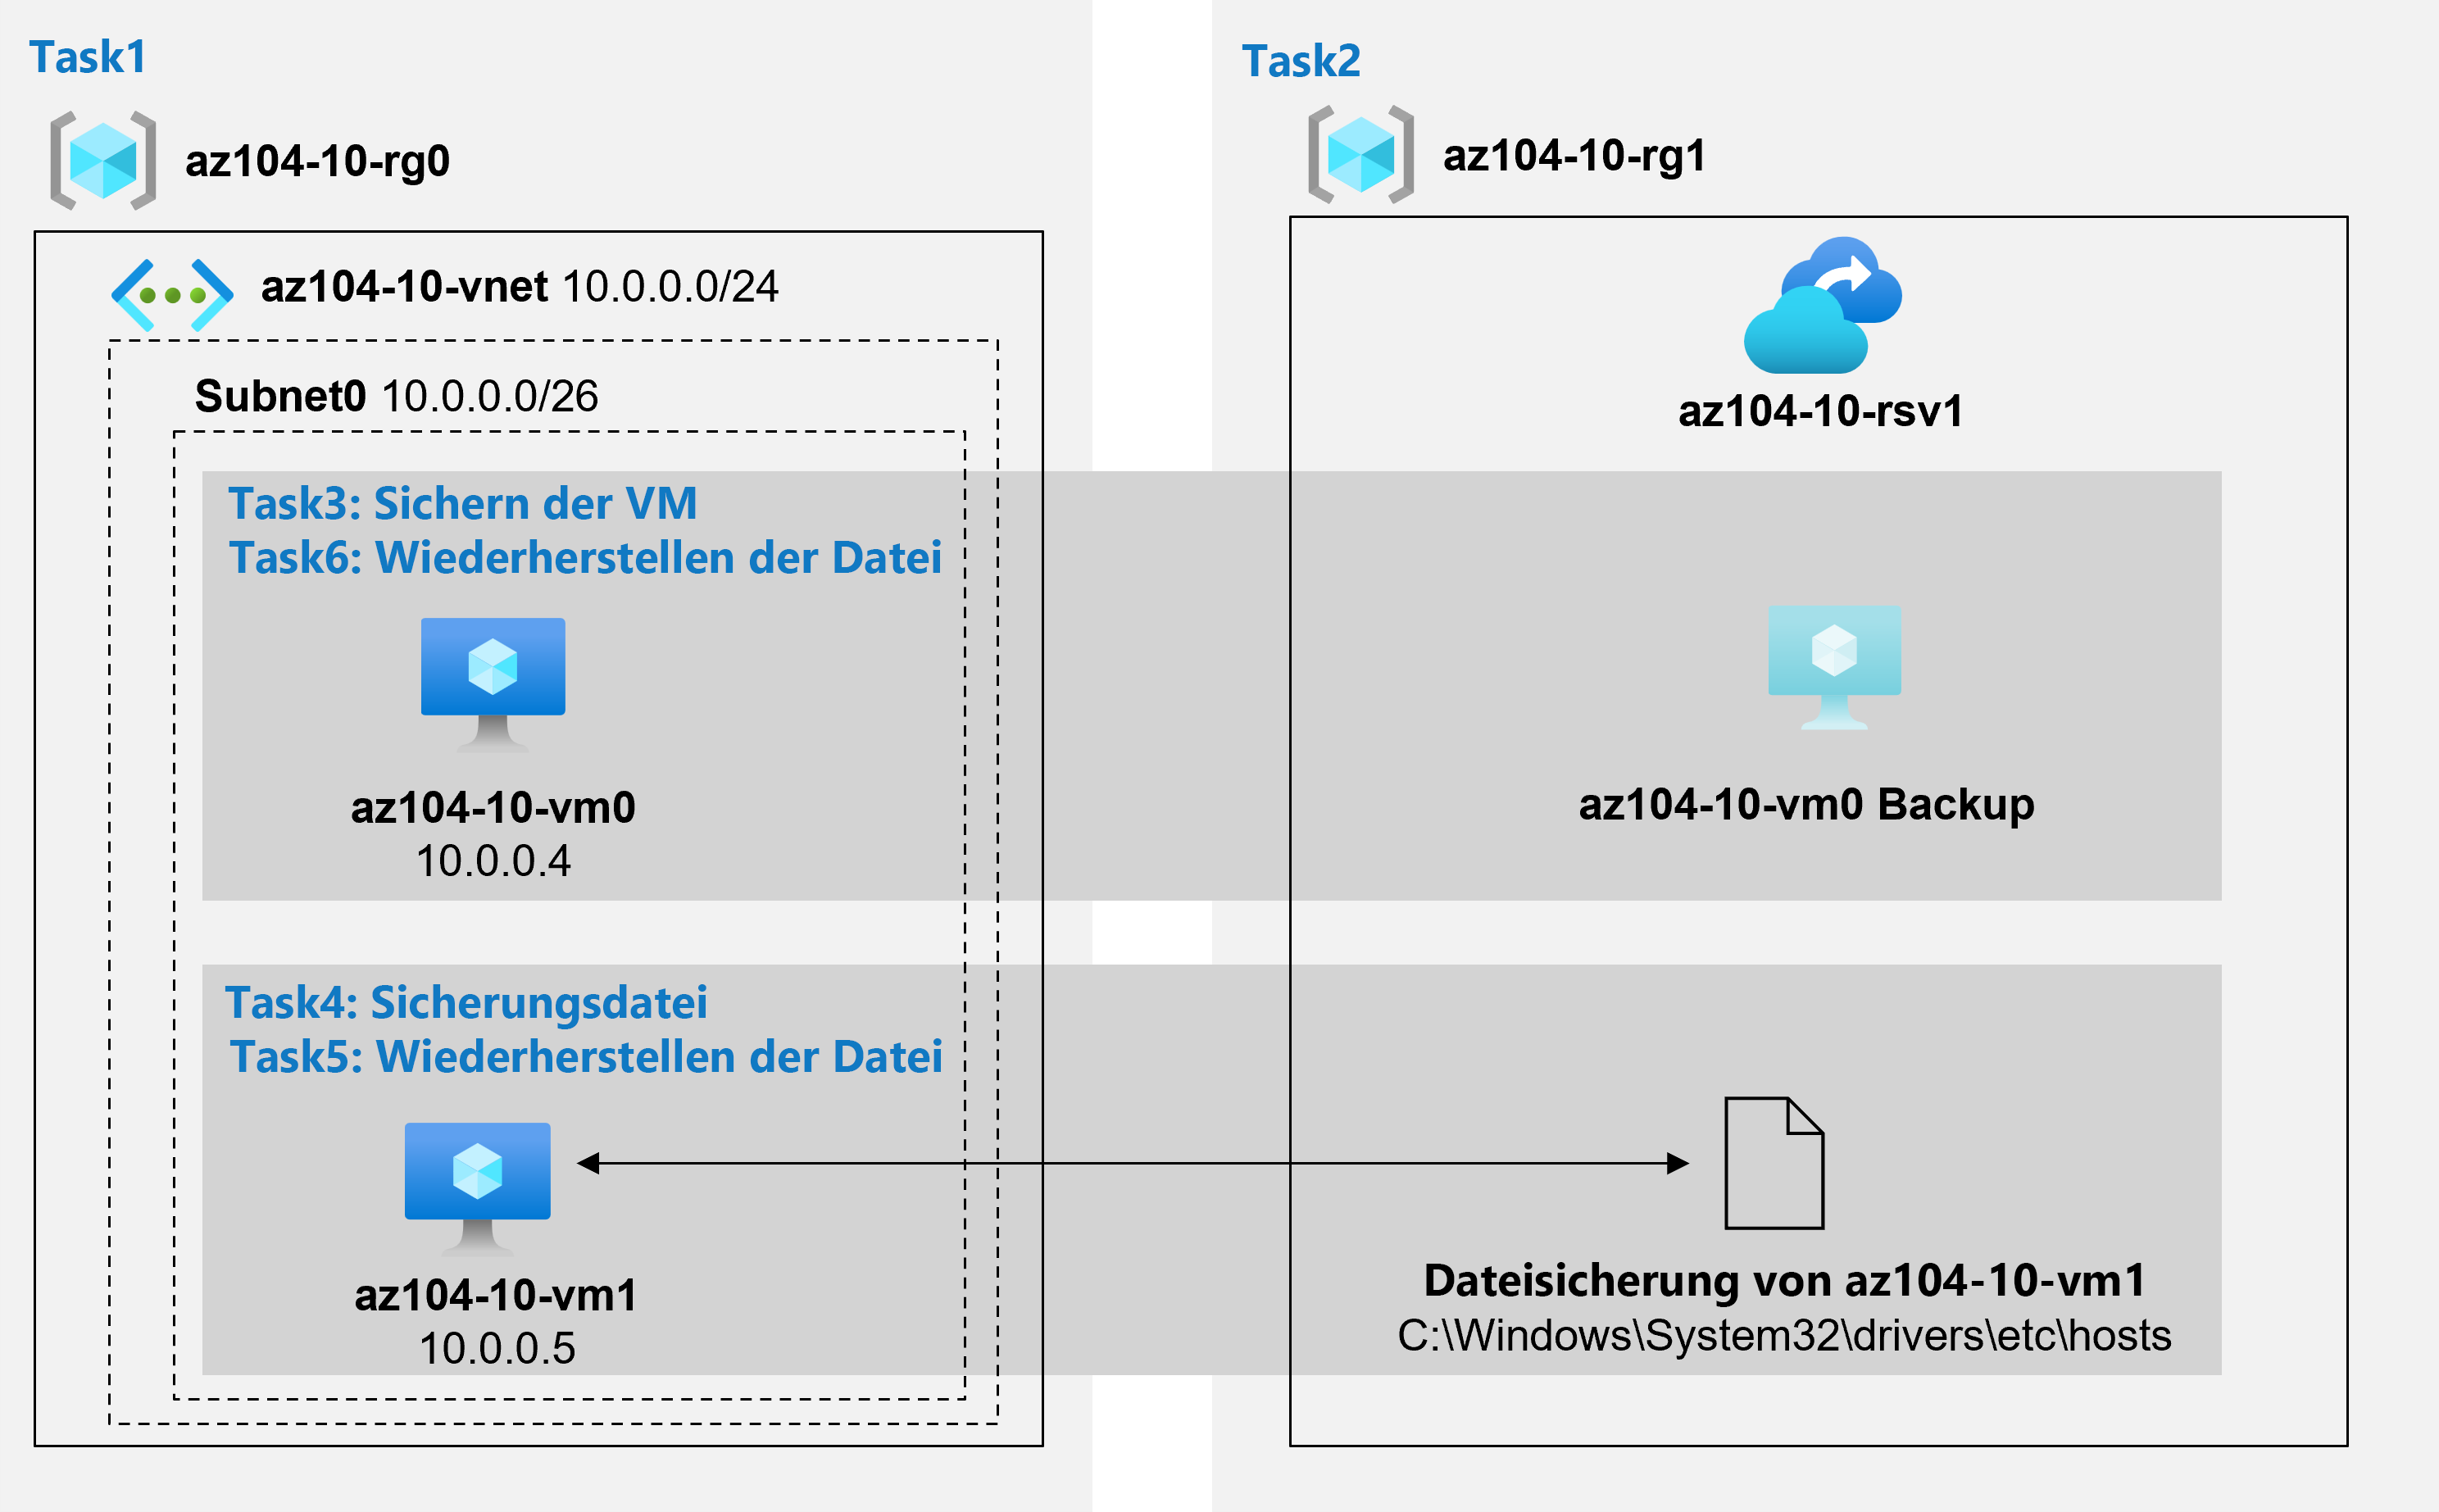 Task1
az104-10-rg0
az104-10-vnet 10.0.0.0/24
Subnet0 10.0.0.0/26
Task3: Sichern der VM
Task6: Wiederherstellen der Datei
az104-10-vm0
10.0.0.4
Task4: Sicherungsdatei
Task5: Wiederherstellen der Datei
az104-10-vm1
10.0.0.5
Task2
az104-10-rg1
az104-10-rsv1
az104-10-vm0 Backup
Dateisicherung von az104-10-vm1
C:\Windows\System32\drivers\etc\hosts